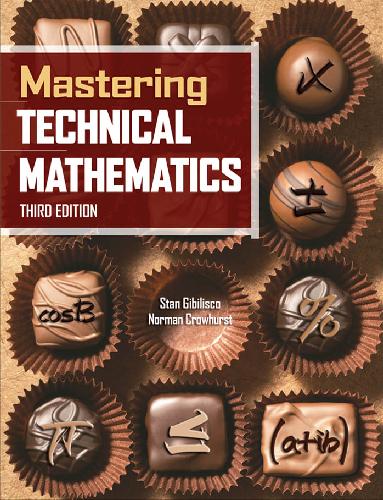 Mastering
TECHNICAL
MATHEMATICS
THIRD EDITION
±
Stan Gibilisco
Norman Crowhurst
cosB
%
π
≤
(a+ib)